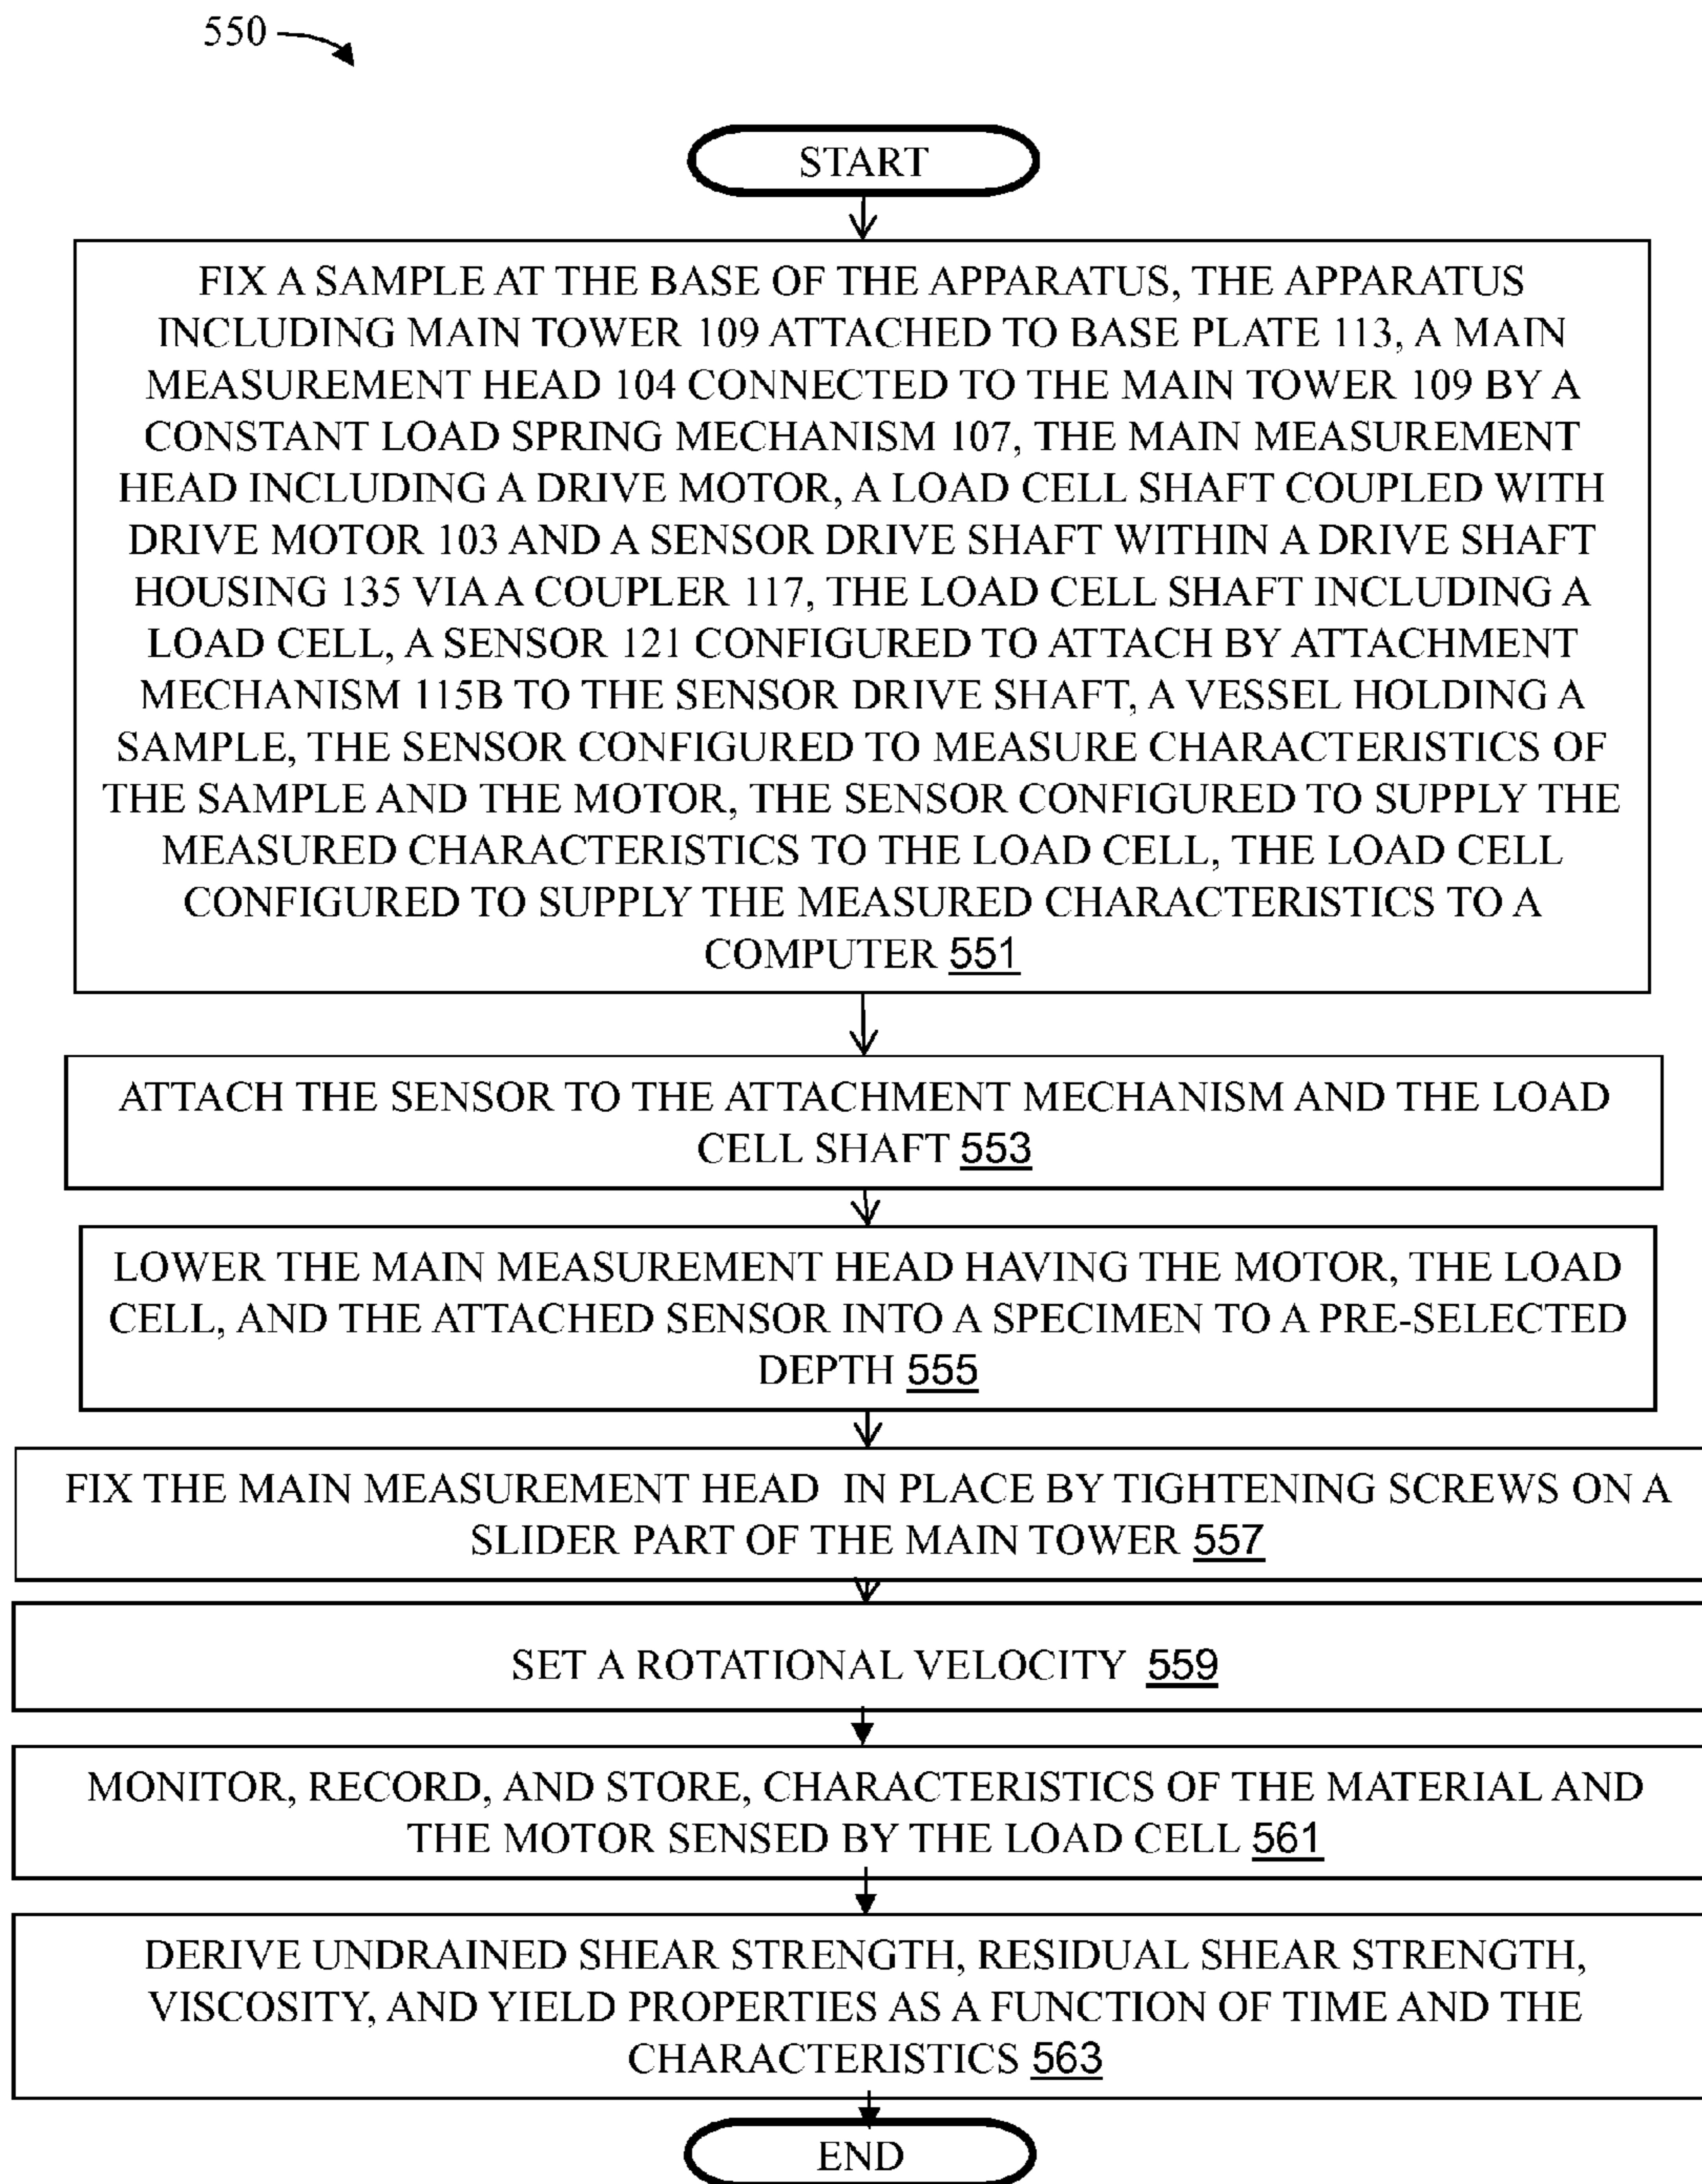 550
START
FIX A SAMPLE AT THE BASE OF THE APPARATUS, THE APPARATUS
INCLUDING MAIN TOWER 109 ATTACHED TO BASE PLATE 113, A MAIN
MEASUREMENT HEAD 104 CONNECTED TO THE MAIN TOWER 109 BY A
CONSTANT LOAD SPRING MECHANISM 107, THE MAIN MEASUREMENT
HEAD INCLUDING A DRIVE MOTOR, A LOAD CELL SHAFT COUPLED WITH
DRIVE MOTOR 103 AND A SENSOR DRIVE SHAFT WITHIN A DRIVE SHAFT
HOUSING 135 VIA A COUPLER 117, THE LOAD CELL SHAFT INCLUDING A
LOAD CELL, A SENSOR 121 CONFIGURED TO ATTACH BY ATTACHMENT
MECHANISM 115B TO THE SENSOR DRIVE SHAFT, A VESSEL HOLDING A
SAMPLE, THE SENSOR CONFIGURED TO MEASURE CHARACTERISTICS OF
THE SAMPLE AND THE MOTOR, THE SENSOR CONFIGURED TO SUPPLY THE
MEASURED CHARACTERISTICS TO THE LOAD CELL, THE LOAD CELL
CONFIGURED TO SUPPLY THE MEASURED CHARACTERISTICS TO A
COMPUTER 551
ATTACH THE SENSOR TO THE ATTACHMENT MECHANISM AND THE LOAD
CELL SHAFT 553
LOWER THE MAIN MEASUREMENT HEAD HAVING THE MOTOR, THE LOAD
CELL, AND THE ATTACHED SENSOR INTO A SPECIMEN TO A PRE-SELECTED
DEPTH 555
FIX THE MAIN MEASUREMENT HEAD IN PLACE BY TIGHTENING SCREWS ON A
SLIDER PART OF THE MAIN TOWER 557
SET A ROTATIONAL VELOCITY 559
MONITOR, RECORD, AND STORE, CHARACTERISTICS OF THE MATERIAL AND
THE MOTOR SENSED BY THE LOAD CELL 561
DERIVE UNDRAINED SHEAR STRENGTH, RESIDUAL SHEAR STRENGTH,
VISCOSITY, AND YIELD PROPERTIES AS A FUNCTION OF TIME AND THE
CHARACTERISTICS 563
END